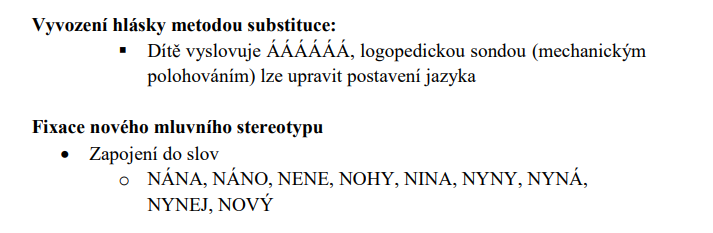 Vyvození hlásky metodou substituce:
▪ Dítě vyslovuje ÁÁÁÁÁÁ, logopedickou sondou (mechanickým
polohováním) lze upravit postavení jazyka
Fixace nového mluvního stereotypu
• Zapojení do slov
o NÁNA, NÁNO, NENE, NOHY, NINA, NYNY, NYNÁ,
NYNEJ, NOVÝ